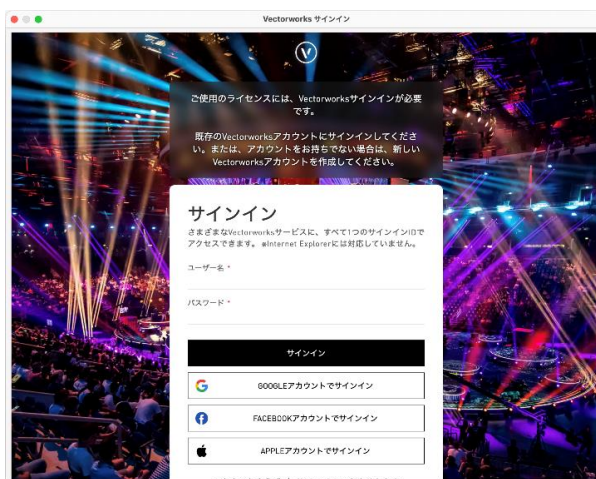 Vectorworks サインイン
ご使用のライセンスには、Vectorworksサインインが必要
です。
既存のVectorworksアカウントにサインインしてくださ
い。または、アカウントをお持ちでない場合は、新しい
Vectorworksアカウントを作成してください。
サインイン
さまざまなVectorworksサービスに、すべて1つのサインインIDで
アクセスできます。 ※Internet Explorerには対応していません。
ユーザー名 *
パスワード *
サインイン
GOOGLEアカウントでサインイン
FACEBOOKアカウントでサインイン
APPLEアカウントでサインイン